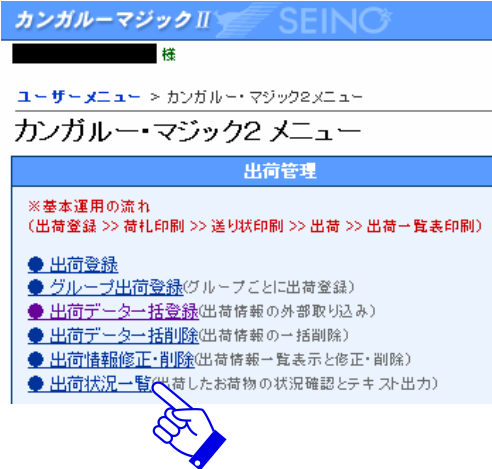 カンガルーマジックⅡ SEINO
様
ユーザーメニュー > カンガルー・マジック2メニュー
カンガルー・マジック2 メニュー
出荷管理
※基本運用の流れ
(出荷登録 >> 荷札印刷 >> 送り状印刷 >> 出荷 >> 出荷一覧表印刷)
● 出荷登録
● グループ出荷登録(グループごとに出荷登録)
● 出荷データ一括登録(出荷情報の外部取り込み)
● 出荷データ一括削除(出荷情報の一括削除)
● 出荷情報修正・削除(出荷情報一覧表示と修正・削除)
● 出荷状況一覧(出荷したお荷物の状況確認とテキスト出力)